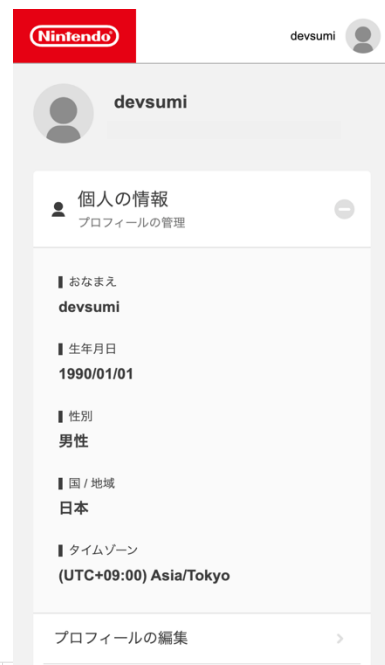 Nintendo
devsumi
devsumi
個人の情報
プロフィールの管理
おなまえ
devsumi
生年月日
1990/01/01
性別
男性
国 / 地域
日本
タイムゾーン
(UTC+09:00) Asia/Tokyo
プロフィールの編集